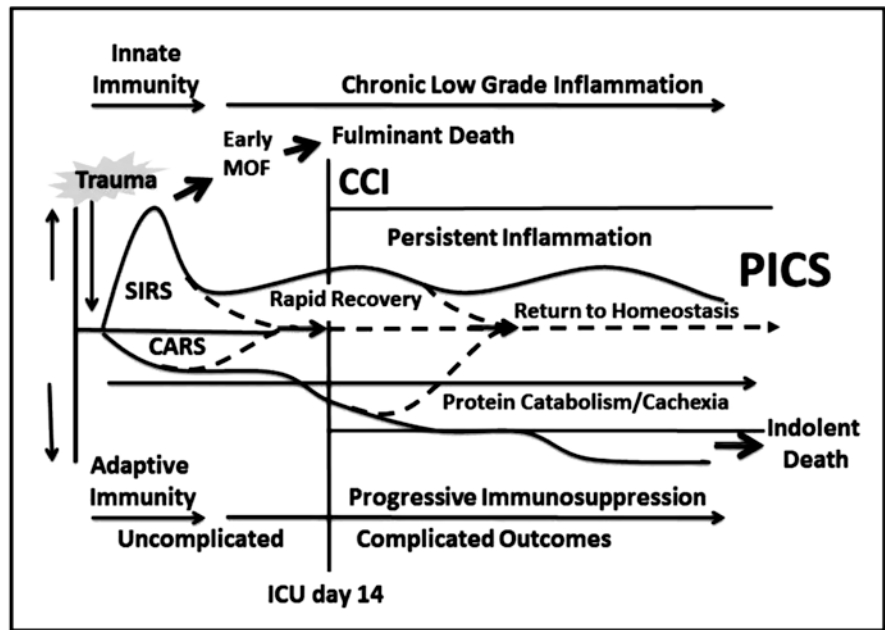 Innate
Immunity
Chronic Low Grade Inflammation
Early
MOF
Fulminant Death
Trauma
CCI
Persistent Inflammation
PICS
SIRS
Rapid Recovery
Return to Homeostasis
CARS
Protein Catabolism/Cachexia
Indolent
Death
Adaptive
Immunity
Progressive Immunosuppression
Uncomplicated
Complicated Outcomes
ICU day 14